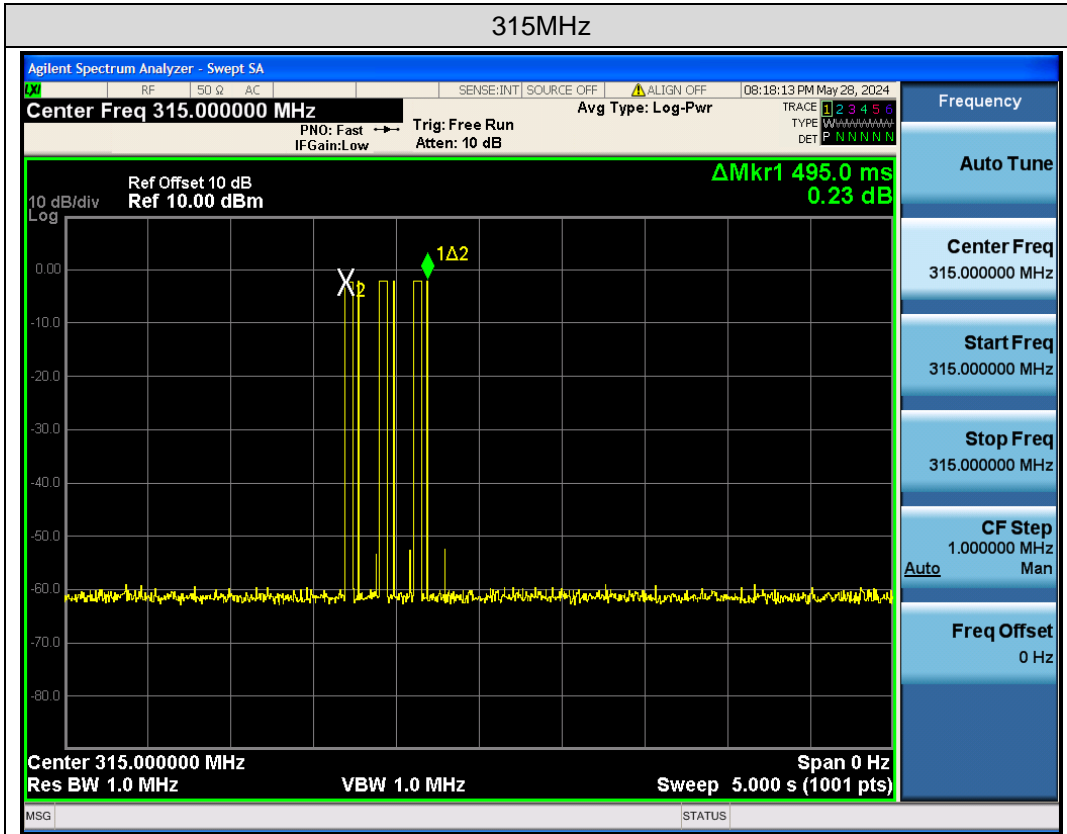 315MHz
Agilent Spectrum Analyzer - Swept SA
LXI RF 50 Ω AC SENSE:INT SOURCE OFF ALIGN OFF 08:18:13 PM May 28, 2024
Center Freq 315.000000 MHz
PNO: Fast
IFGain:Low
Trig: Free Run
Atten: 10 dB
Avg Type: Log-Pwr
TRACE 1 2 3 4 5 6
TYPE
DET P N N N N N
Ref Offset 10 dB
10 dB/div Ref 10.00 dBm
Log
ΔMkr1 495.0 ms
0.23 dB
1Δ2
X2
0.00
-10.0
-20.0
-30.0
-40.0
-50.0
-60.0
-70.0
-80.0
Center 315.000000 MHz Span 0 Hz
Res BW 1.0 MHz VBW 1.0 MHz Sweep 5.000 s (1001 pts)
MSG STATUS
Frequency
Auto Tune
Center Freq
315.000000 MHz
Start Freq
315.000000 MHz
Stop Freq
315.000000 MHz
CF Step
1.000000 MHz
Auto Man
Freq Offset
0 Hz